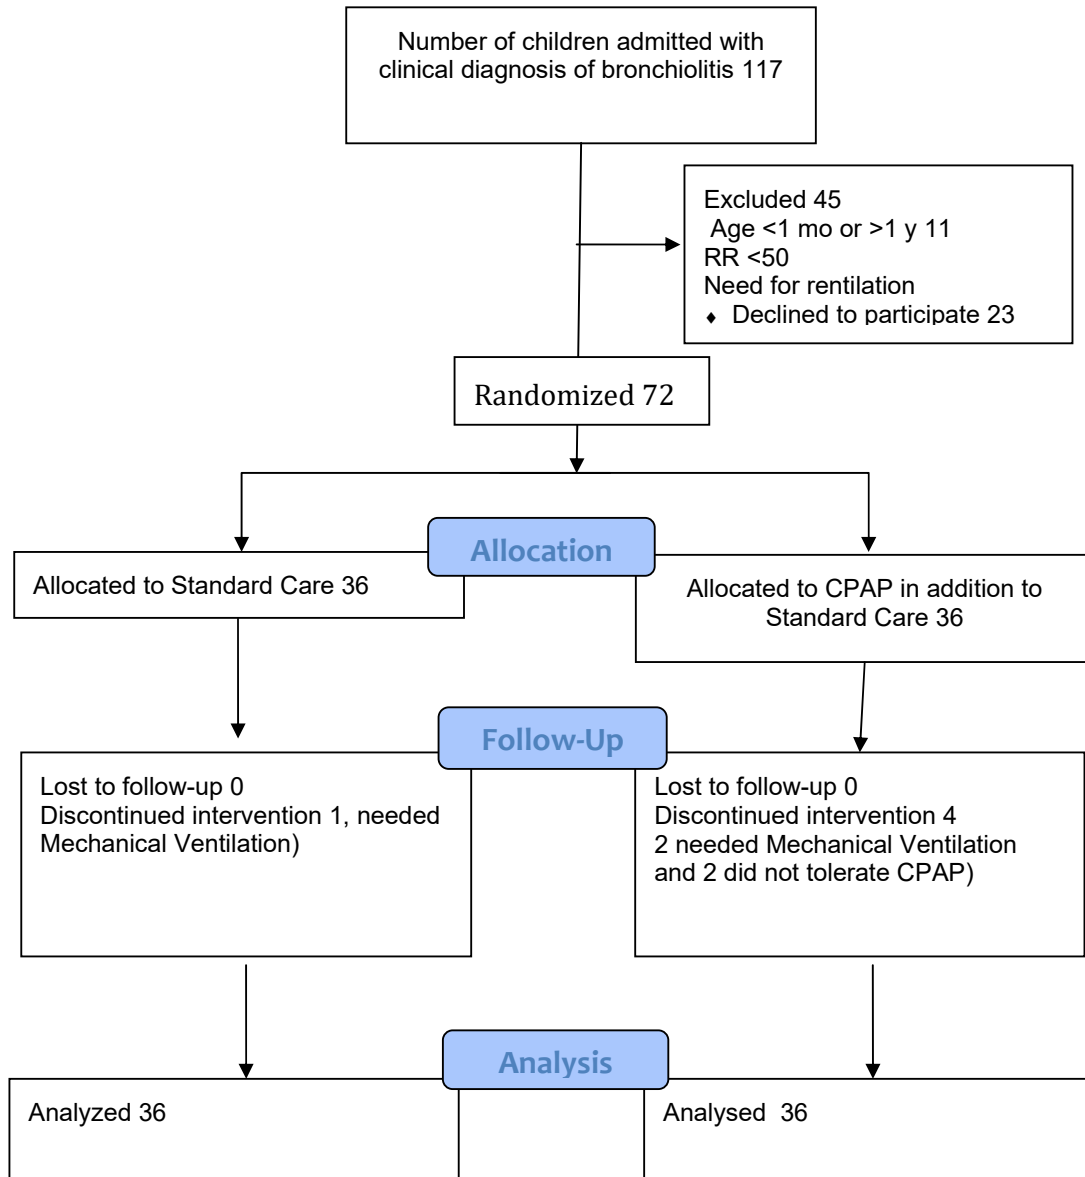 Number of children admitted with
clinical diagnosis of bronchiolitis 117
Excluded 45
Age <1 mo or >1 y 11
RR <50
Need for rentilation
♦ Declined to participate 23
Randomized 72
Allocation
Allocated to Standard Care 36
Allocated to CPAP in addition to
Standard Care 36
Follow-Up
Lost to follow-up 0
Discontinued intervention 1, needed
Mechanical Ventilation)
Lost to follow-up 0
Discontinued intervention 4
2 needed Mechanical Ventilation
and 2 did not tolerate CPAP)
Analysis
Analyzed 36
Analysed 36